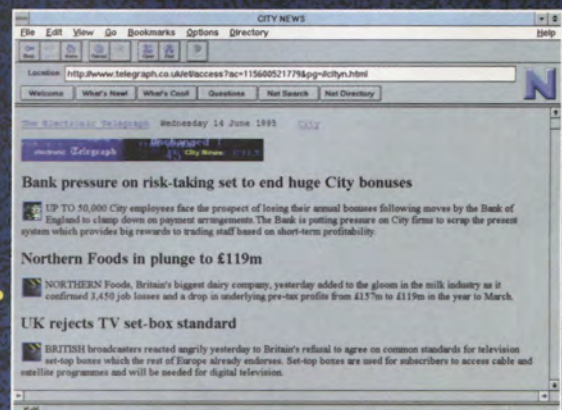 CITY NEWS
File Edit View Go Bookmarks Options Directory Help
Location http://www.telegraph.co.uk/et/access?ac=115600521779&pg=//cityn.html
Welcome What's New! What's Cool! Questions Net Search Net Directory
The Electronic Telegraph Wednesday 14 June 1995 City
electronic Telegraph City News
Bank pressure on risk-taking set to end huge City bonuses
UP TO 50,000 City employees face the prospect of losing their annual bonuses following moves by the Bank of
England to clamp down on payment arrangements. The Bank is putting pressure on City firms to scrap the present
system which provides big rewards to trading staff based on short-term profitability.
Northern Foods in plunge to £119m
NORTHERN Foods, Britain's biggest dairy company, yesterday added to the gloom in the milk industry as it
confirmed 3,450 job losses and a drop in underlying pre-tax profits from £157m to £119m in the year to March.
UK rejects TV set-box standard
BRITISH broadcasters reacted angrily yesterday to Britain's refusal to agree on common standards for television
set-top boxes which the rest of Europe already endorses. Set-top boxes are used for subscribers to access cable and
satellite programmes and will be needed for digital television.